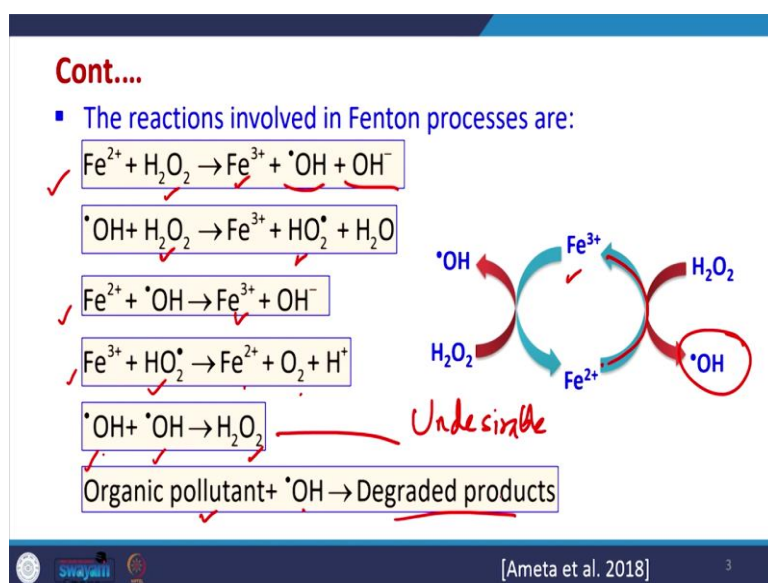 Cont....
▪ The reactions involved in Fenton processes are:
Fe²⁺ + H₂O₂ → Fe³⁺ + •OH + OH⁻
•OH+ H₂O₂ → Fe³⁺ + HO₂• + H₂O
Fe²⁺ + •OH → Fe³⁺ + OH⁻
Fe³⁺ + HO₂• → Fe²⁺ + O₂ + H⁺
•OH+ •OH → H₂O₂
Undesirable
Organic pollutant+ •OH → Degraded products
•OH
Fe³⁺
H₂O₂
H₂O₂
Fe²⁺
•OH
swayam
[Ameta et al. 2018]
3